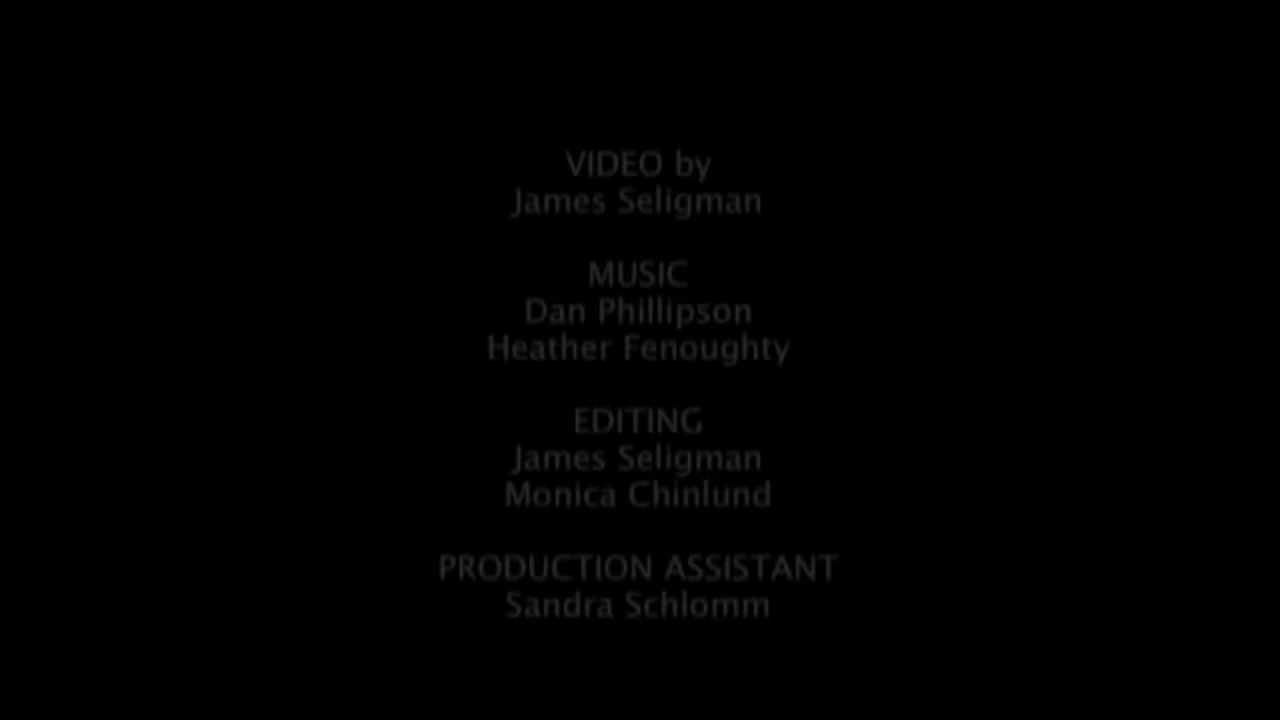 VIDEO by
James Seligman
MUSIC
Dan Phillipson
Heather Fenoughty
EDITING
James Seligman
Monica Chinlund
PRODUCTION ASSISTANT
Sandra Schlomm